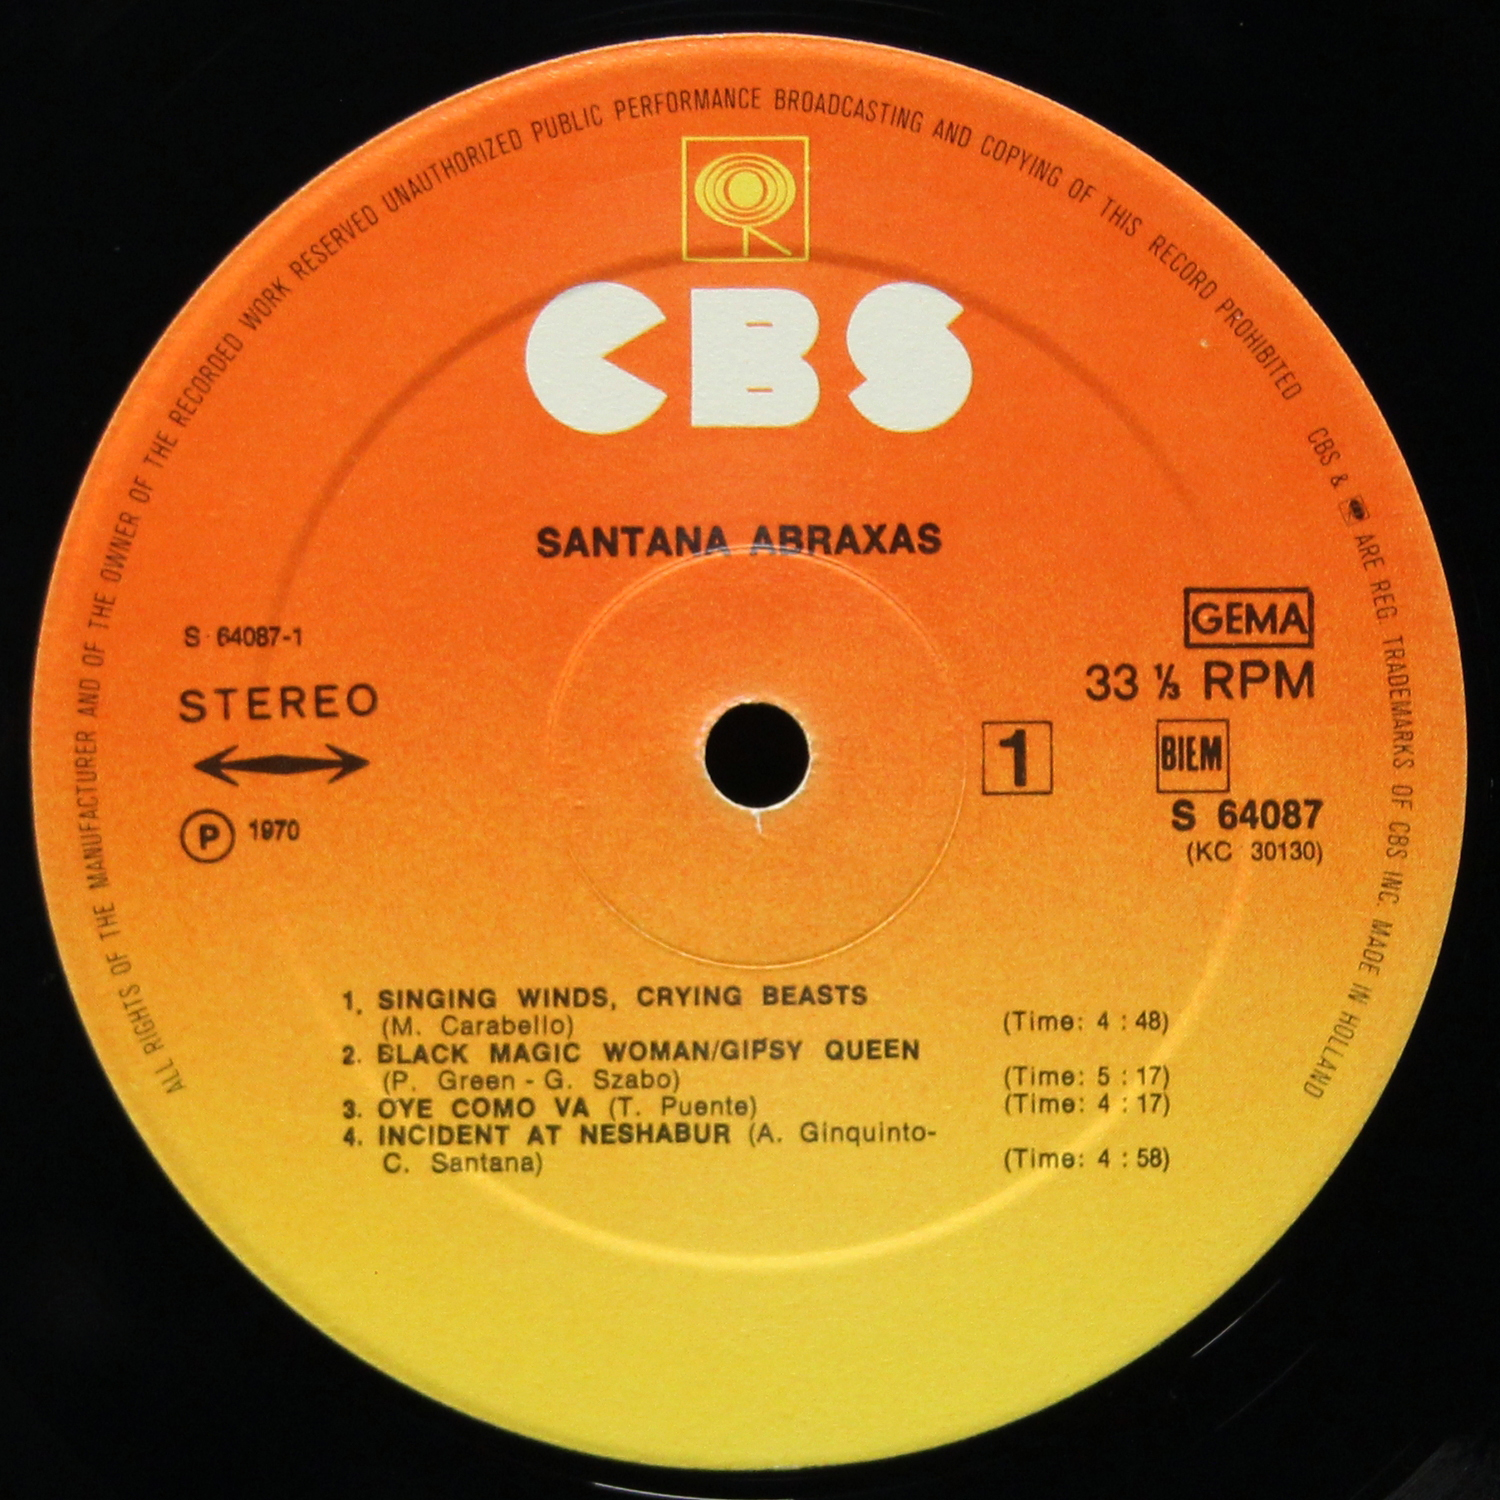 ALL RIGHTS OF THE MANUFACTURER AND OF THE OWNER OF THE RECORDED WORK RESERVED UNAUTHORIZED PUBLIC PERFORMANCE BROADCASTING AND COPYING OF THIS RECORD PROHIBITED CBS & ARE REG. TRADEMARKS OF CBS INC. MADE IN HOLLAND
CBS
SANTANA ABRAXAS
S 64087-1
STEREO
P 1970
GEMA
33 ⅓ RPM
1
BIEM
S 64087
(KC 30130)
1. SINGING WINDS, CRYING BEASTS
(M. Carabello) (Time: 4 : 48)
2. BLACK MAGIC WOMAN/GIPSY QUEEN
(P. Green - G. Szabo) (Time: 5 : 17)
3. OYE COMO VA (T. Puente) (Time: 4 : 17)
4. INCIDENT AT NESHABUR (A. Ginquinto-
C. Santana) (Time: 4 : 58)